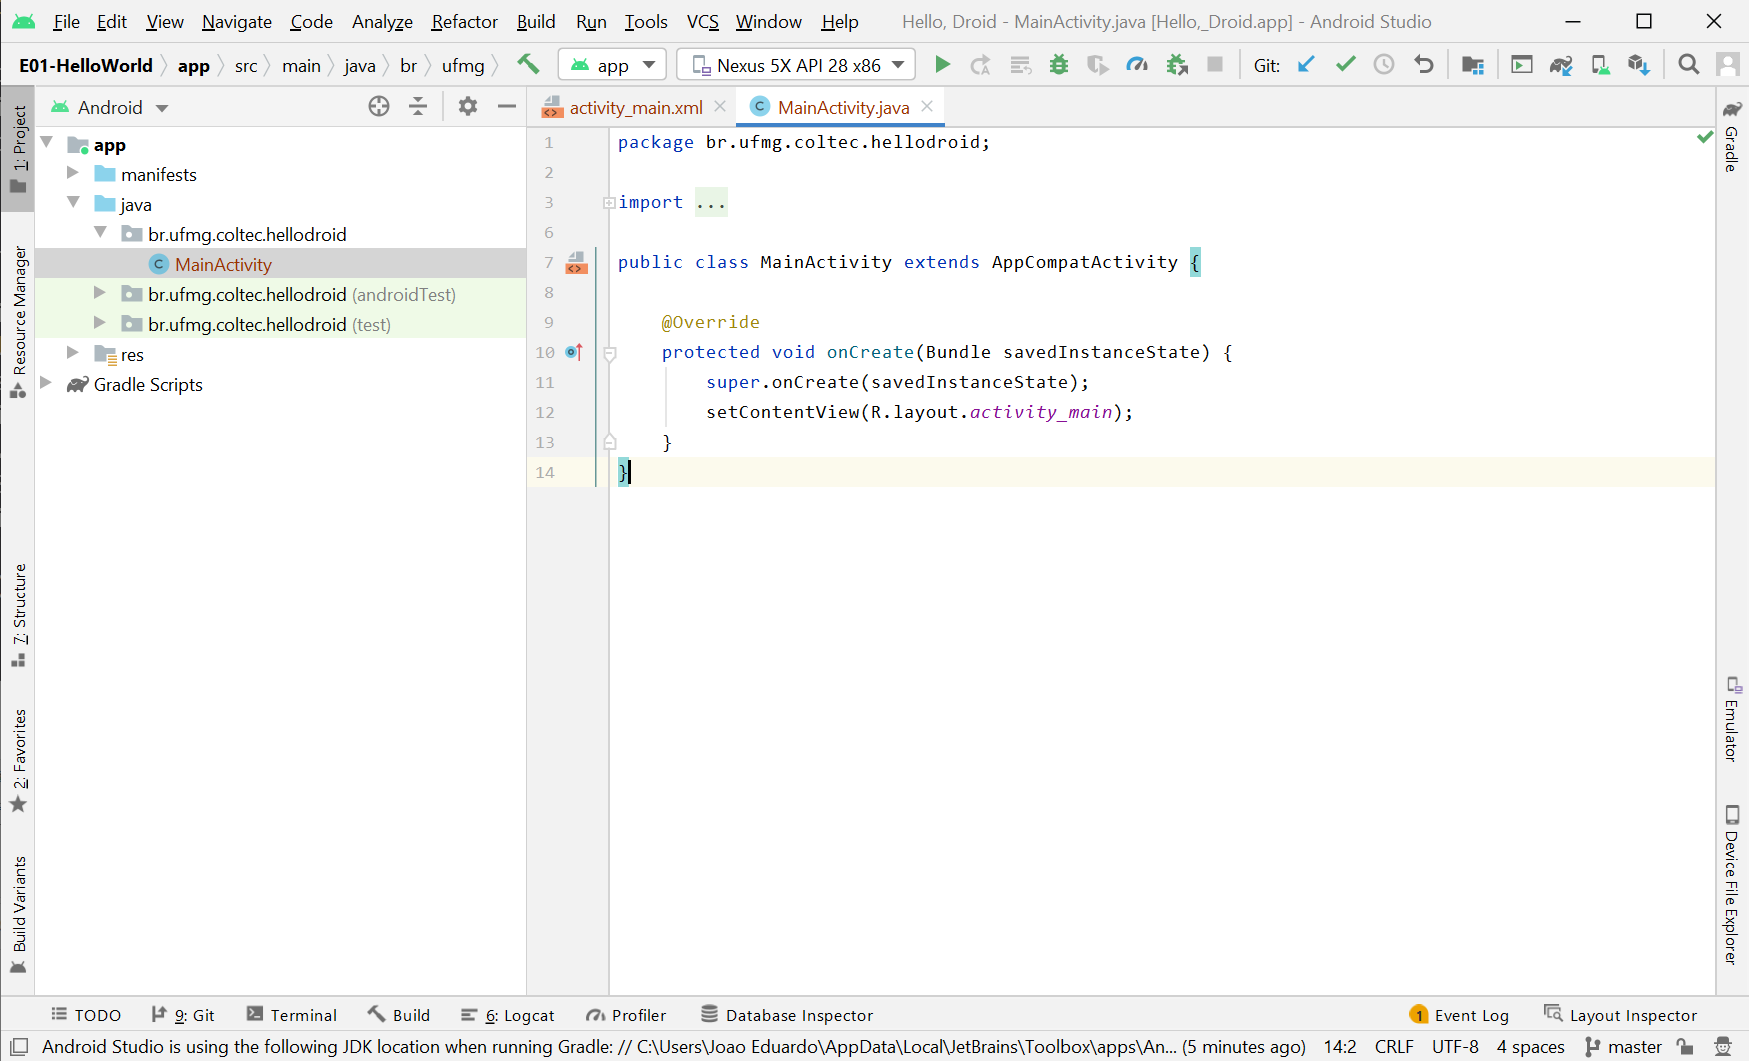 File Edit View Navigate Code Analyze Refactor Build Run Tools VCS Window Help Hello, Droid - MainActivity.java [Hello,_Droid.app] - Android Studio
E01-HelloWorld app src main java br ufmg app Nexus 5X API 28 x86 Git:
1: Project
Resource Manager
7: Structure
2: Favorites
Build Variants
Android
app
manifests
java
br.ufmg.coltec.hellodroid
MainActivity
br.ufmg.coltec.hellodroid (androidTest)
br.ufmg.coltec.hellodroid (test)
res
Gradle Scripts
activity_main.xml MainActivity.java
1 package br.ufmg.coltec.hellodroid;
2
3 import ...
6
7 public class MainActivity extends AppCompatActivity {
8
9 @Override
10 protected void onCreate(Bundle savedInstanceState) {
11 super.onCreate(savedInstanceState);
12 setContentView(R.layout.activity_main);
13 }
14 }
Gradle
Emulator
Device File Explorer
TODO 9: Git Terminal Build 6: Logcat Profiler Database Inspector 1 Event Log Layout Inspector
Android Studio is using the following JDK location when running Gradle: // C:\Users\Joao Eduardo\AppData\Local\JetBrains\Toolbox\apps\An... (5 minutes ago) 14:2 CRLF UTF-8 4 spaces master